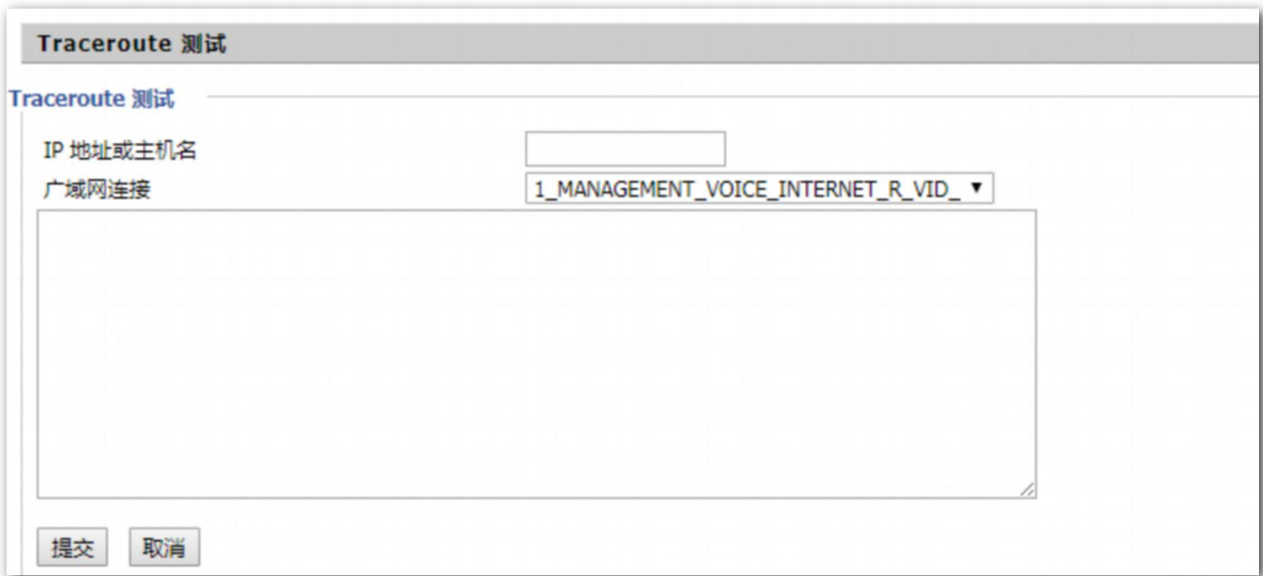 Traceroute 测试
Traceroute 测试
IP 地址或主机名
广域网连接 1_MANAGEMENT_VOICE_INTERNET_R_VID_
提交 取消